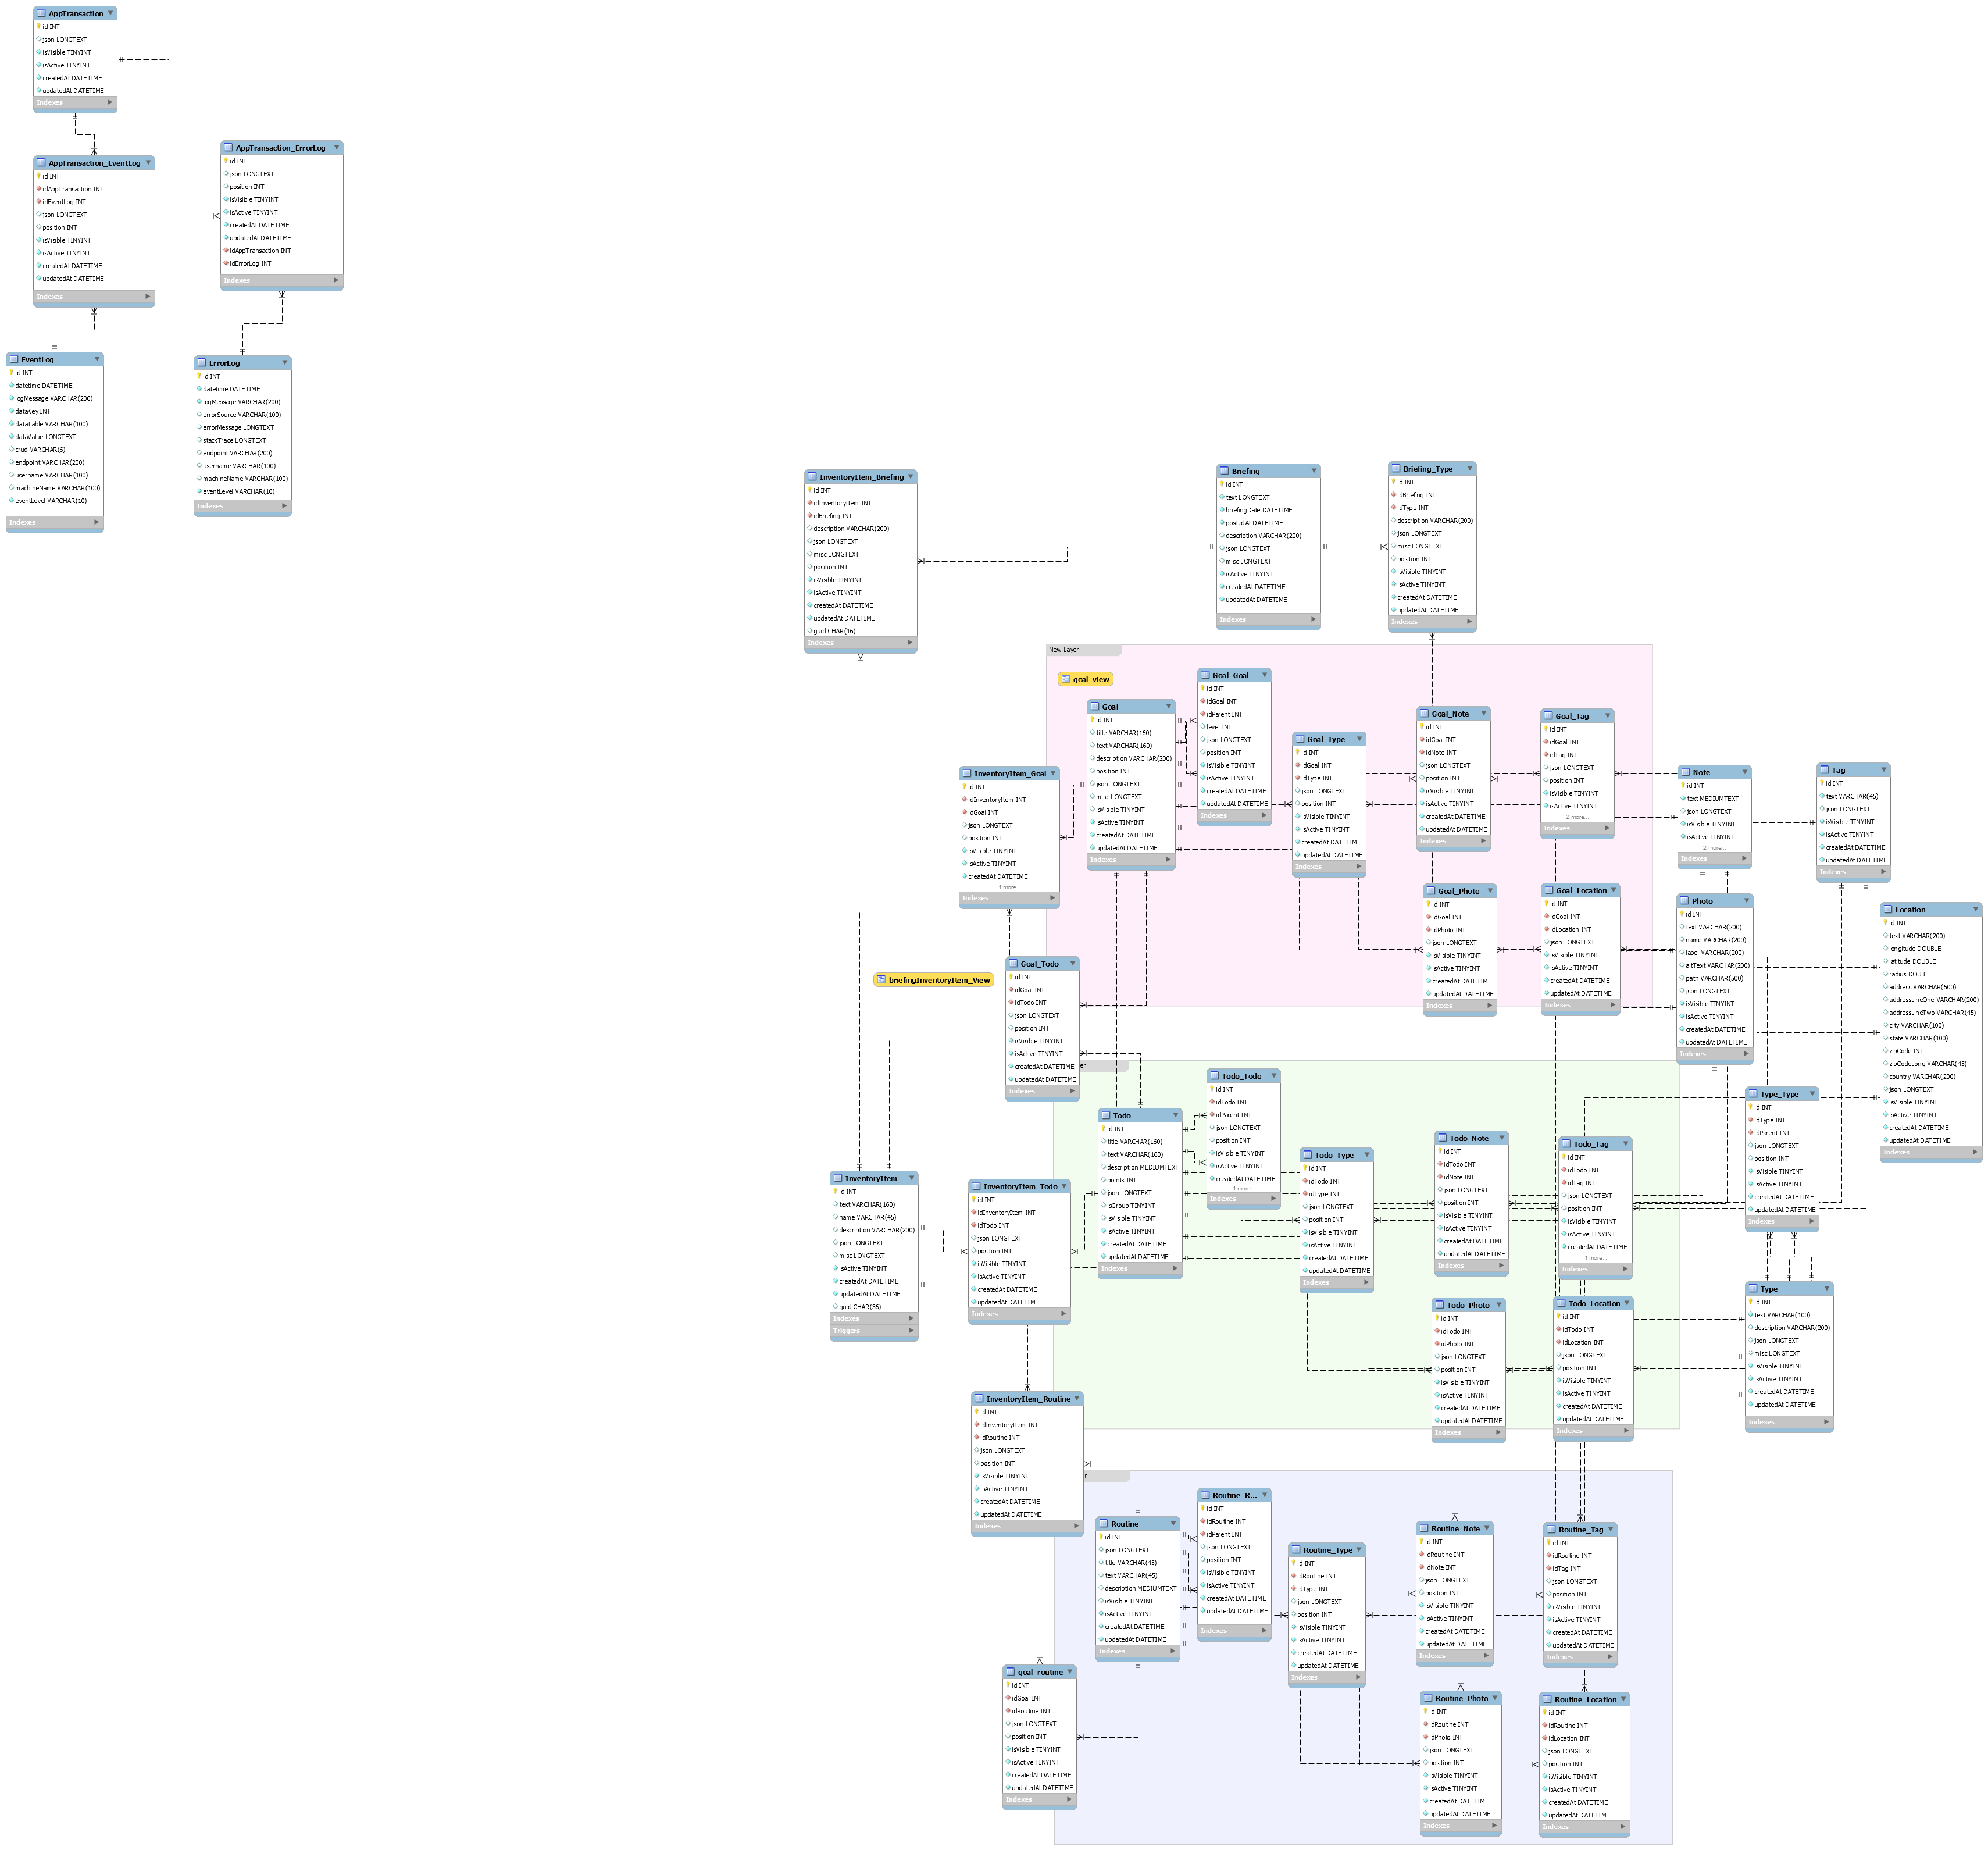 AppTransaction
id INT
json LONGTEXT
isVisible TINYINT
isActive TINYINT
createdAt DATETIME
updatedAt DATETIME
Indexes
AppTransaction_EventLog
id INT
idAppTransaction INT
idEventLog INT
json LONGTEXT
position INT
isVisible TINYINT
isActive TINYINT
createdAt DATETIME
updatedAt DATETIME
Indexes
AppTransaction_ErrorLog
id INT
json LONGTEXT
position INT
isVisible TINYINT
isActive TINYINT
createdAt DATETIME
updatedAt DATETIME
idAppTransaction INT
idErrorLog INT
Indexes
EventLog
id INT
datetime DATETIME
logMessage VARCHAR(200)
dataKey INT
dataTable VARCHAR(100)
dataValue LONGTEXT
crud VARCHAR(6)
endpoint VARCHAR(200)
username VARCHAR(100)
machineName VARCHAR(100)
eventLevel VARCHAR(10)
Indexes
ErrorLog
id INT
datetime DATETIME
logMessage VARCHAR(200)
errorSource VARCHAR(100)
errorMessage LONGTEXT
stackTrace LONGTEXT
endpoint VARCHAR(200)
username VARCHAR(100)
machineName VARCHAR(100)
eventLevel VARCHAR(10)
Indexes
InventoryItem_Briefing
id INT
idInventoryItem INT
idBriefing INT
description VARCHAR(200)
json LONGTEXT
misc LONGTEXT
position INT
isVisible TINYINT
isActive TINYINT
createdAt DATETIME
updatedAt DATETIME
guid CHAR(16)
Indexes
Briefing
id INT
text LONGTEXT
briefingDate DATETIME
postedAt DATETIME
description VARCHAR(200)
json LONGTEXT
misc LONGTEXT
isActive TINYINT
createdAt DATETIME
updatedAt DATETIME
Indexes
Briefing_Type
id INT
idBriefing INT
idType INT
description VARCHAR(200)
json LONGTEXT
misc LONGTEXT
position INT
isVisible TINYINT
isActive TINYINT
createdAt DATETIME
updatedAt DATETIME
Indexes
New Layer
goal_view
Goal
id INT
title VARCHAR(160)
text VARCHAR(160)
description VARCHAR(200)
position INT
json LONGTEXT
misc LONGTEXT
isVisible TINYINT
isActive TINYINT
createdAt DATETIME
updatedAt DATETIME
Indexes
Goal_Goal
id INT
idGoal INT
idParent INT
level INT
json LONGTEXT
position INT
isVisible TINYINT
isActive TINYINT
createdAt DATETIME
updatedAt DATETIME
Indexes
Goal_Type
id INT
idGoal INT
idType INT
json LONGTEXT
position INT
isVisible TINYINT
isActive TINYINT
createdAt DATETIME
updatedAt DATETIME
Indexes
Goal_Note
id INT
idGoal INT
idNote INT
json LONGTEXT
position INT
isVisible TINYINT
isActive TINYINT
createdAt DATETIME
updatedAt DATETIME
Indexes
Goal_Tag
id INT
idGoal INT
idTag INT
json LONGTEXT
position INT
isVisible TINYINT
isActive TINYINT
2 more...
Indexes
InventoryItem_Goal
id INT
idInventoryItem INT
idGoal INT
json LONGTEXT
position INT
isVisible TINYINT
isActive TINYINT
createdAt DATETIME
1 more...
Indexes
Note
id INT
text MEDIUMTEXT
json LONGTEXT
isVisible TINYINT
isActive TINYINT
2 more...
Indexes
Tag
id INT
text VARCHAR(45)
json LONGTEXT
isVisible TINYINT
isActive TINYINT
createdAt DATETIME
updatedAt DATETIME
Indexes
Goal_Photo
id INT
idGoal INT
idPhoto INT
json LONGTEXT
isVisible TINYINT
isActive TINYINT
createdAt DATETIME
updatedAt DATETIME
Indexes
Goal_Location
id INT
idGoal INT
idLocation INT
json LONGTEXT
isVisible TINYINT
isActive TINYINT
createdAt DATETIME
updatedAt DATETIME
Indexes
Photo
id INT
text VARCHAR(200)
name VARCHAR(200)
label VARCHAR(200)
altText VARCHAR(200)
path VARCHAR(500)
json LONGTEXT
isVisible TINYINT
isActive TINYINT
createdAt DATETIME
updatedAt DATETIME
Indexes
Location
id INT
text VARCHAR(200)
longitude DOUBLE
latitude DOUBLE
radius DOUBLE
address VARCHAR(500)
addressLineOne VARCHAR(200)
addressLineTwo VARCHAR(45)
city VARCHAR(100)
state VARCHAR(100)
zipCode INT
zipCodeLong VARCHAR(45)
country VARCHAR(200)
json LONGTEXT
isVisible TINYINT
isActive TINYINT
createdAt DATETIME
updatedAt DATETIME
Indexes
briefingInventoryItem_View
Goal_Todo
id INT
idGoal INT
idTodo INT
json LONGTEXT
position INT
isVisible TINYINT
isActive TINYINT
createdAt DATETIME
updatedAt DATETIME
Indexes
Todo
id INT
title VARCHAR(160)
text VARCHAR(160)
description MEDIUMTEXT
points INT
json LONGTEXT
isGroup TINYINT
isVisible TINYINT
isActive TINYINT
createdAt DATETIME
updatedAt DATETIME
Indexes
Todo_Todo
id INT
idTodo INT
idParent INT
json LONGTEXT
position INT
isVisible TINYINT
isActive TINYINT
createdAt DATETIME
1 more...
Indexes
Todo_Type
id INT
idTodo INT
idType INT
json LONGTEXT
position INT
isVisible TINYINT
isActive TINYINT
createdAt DATETIME
updatedAt DATETIME
Indexes
Todo_Note
id INT
idTodo INT
idNote INT
json LONGTEXT
position INT
isVisible TINYINT
isActive TINYINT
createdAt DATETIME
updatedAt DATETIME
Indexes
Todo_Tag
id INT
idTodo INT
idTag INT
json LONGTEXT
position INT
isVisible TINYINT
isActive TINYINT
createdAt DATETIME
1 more...
Indexes
Type_Type
id INT
idType INT
idParent INT
json LONGTEXT
position INT
isVisible TINYINT
isActive TINYINT
createdAt DATETIME
updatedAt DATETIME
Indexes
InventoryItem
id INT
text VARCHAR(160)
name VARCHAR(45)
description VARCHAR(200)
json LONGTEXT
misc LONGTEXT
isActive TINYINT
createdAt DATETIME
updatedAt DATETIME
guid CHAR(36)
Indexes
Triggers
InventoryItem_Todo
id INT
idInventoryItem INT
idTodo INT
json LONGTEXT
position INT
isVisible TINYINT
isActive TINYINT
createdAt DATETIME
updatedAt DATETIME
Indexes
Todo_Photo
id INT
idTodo INT
idPhoto INT
json LONGTEXT
position INT
isVisible TINYINT
isActive TINYINT
createdAt DATETIME
updatedAt DATETIME
Indexes
Todo_Location
id INT
idTodo INT
idLocation INT
json LONGTEXT
position INT
isVisible TINYINT
isActive TINYINT
createdAt DATETIME
updatedAt DATETIME
Indexes
Type
id INT
text VARCHAR(100)
description VARCHAR(200)
json LONGTEXT
misc LONGTEXT
isVisible TINYINT
isActive TINYINT
createdAt DATETIME
updatedAt DATETIME
Indexes
InventoryItem_Routine
id INT
idInventoryItem INT
idRoutine INT
json LONGTEXT
position INT
isVisible TINYINT
isActive TINYINT
createdAt DATETIME
updatedAt DATETIME
Indexes
Routine
id INT
json LONGTEXT
title VARCHAR(45)
text VARCHAR(45)
description MEDIUMTEXT
isVisible TINYINT
isActive TINYINT
createdAt DATETIME
updatedAt DATETIME
Indexes
Routine_R...
id INT
idRoutine INT
idParent INT
json LONGTEXT
position INT
isVisible TINYINT
isActive TINYINT
createdAt DATETIME
updatedAt DATETIME
Indexes
Routine_Type
id INT
idRoutine INT
idType INT
json LONGTEXT
position INT
isVisible TINYINT
isActive TINYINT
createdAt DATETIME
updatedAt DATETIME
Indexes
Routine_Note
id INT
idRoutine INT
idNote INT
json LONGTEXT
position INT
isVisible TINYINT
isActive TINYINT
createdAt DATETIME
updatedAt DATETIME
Indexes
Routine_Tag
id INT
idRoutine INT
idTag INT
json LONGTEXT
position INT
isVisible TINYINT
isActive TINYINT
createdAt DATETIME
updatedAt DATETIME
Indexes
goal_routine
id INT
idGoal INT
idRoutine INT
json LONGTEXT
position INT
isVisible TINYINT
isActive TINYINT
createdAt DATETIME
updatedAt DATETIME
Indexes
Routine_Photo
id INT
idRoutine INT
idPhoto INT
json LONGTEXT
position INT
isVisible TINYINT
isActive TINYINT
createdAt DATETIME
updatedAt DATETIME
Indexes
Routine_Location
id INT
idRoutine INT
idLocation INT
json LONGTEXT
position INT
isVisible TINYINT
isActive TINYINT
createdAt DATETIME
updatedAt DATETIME
Indexes